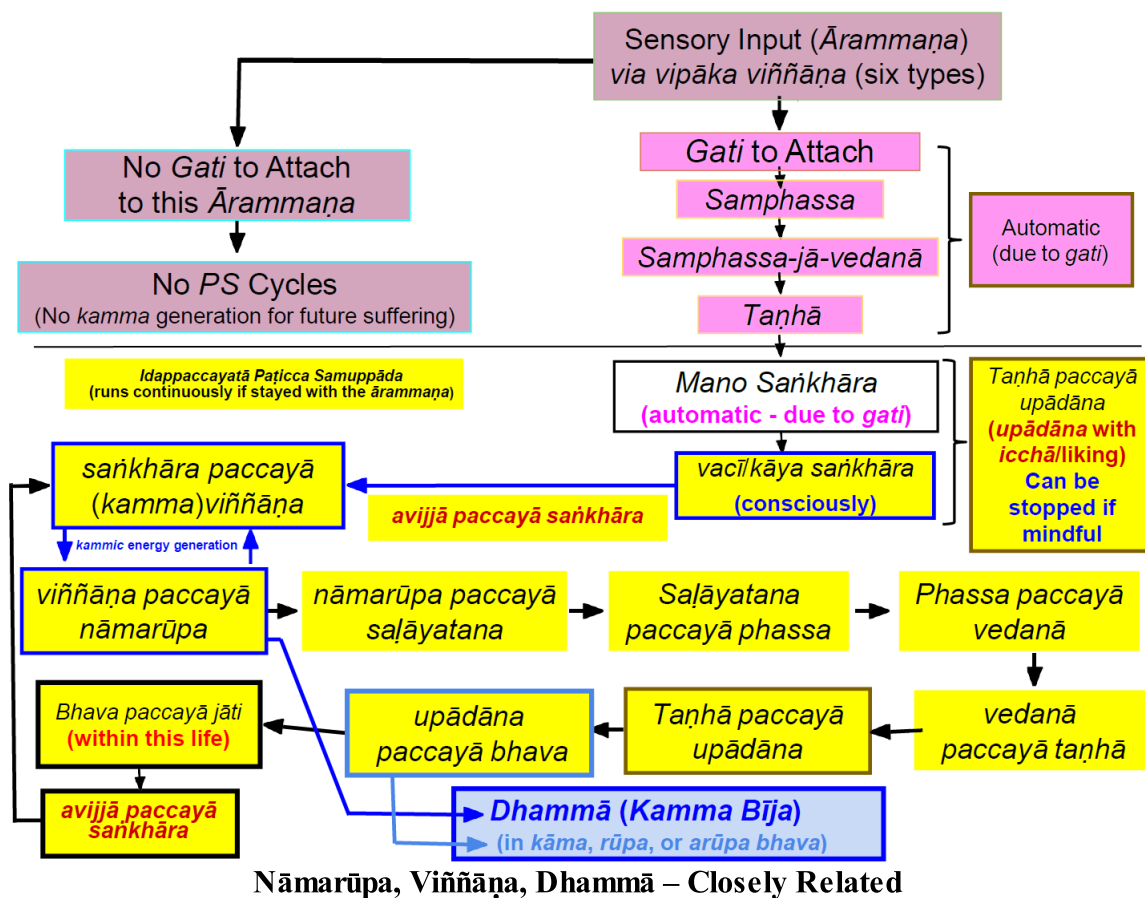 Sensory Input (Ārammaṇa)
via vipāka viññāṇa (six types)
No Gati to Attach
to this Ārammaṇa
No PS Cycles
(No kamma generation for future suffering)
Gati to Attach
Samphassa
Samphassa-jā-vedanā
Taṇhā
Automatic
(due to gati)
Idappaccayatā Paṭicca Samuppāda
(runs continuously if stayed with the ārammaṇa)
Mano Saṅkhāra
(automatic - due to gati)
vacī/kāya saṅkhāra
(consciously)
Taṇhā paccayā
upādāna
(upādāna with
icchā/liking)
Can be
stopped if
mindful
avijjā paccayā saṅkhāra
saṅkhāra paccayā
(kamma)viññāṇa
kammic energy generation
viññāṇa paccayā
nāmarūpa
nāmarūpa paccayā
saḷāyatana
Saḷāyatana
paccayā phassa
Phassa paccayā
vedanā
vedanā
paccayā taṇhā
Taṇhā paccayā
upādāna
upādāna
paccayā bhava
Bhava paccayā jāti
(within this life)
avijjā paccayā
saṅkhāra
Dhammā (Kamma Bīja)
(in kāma, rūpa, or arūpa bhava)
Nāmarūpa, Viññāṇa, Dhammā – Closely Related